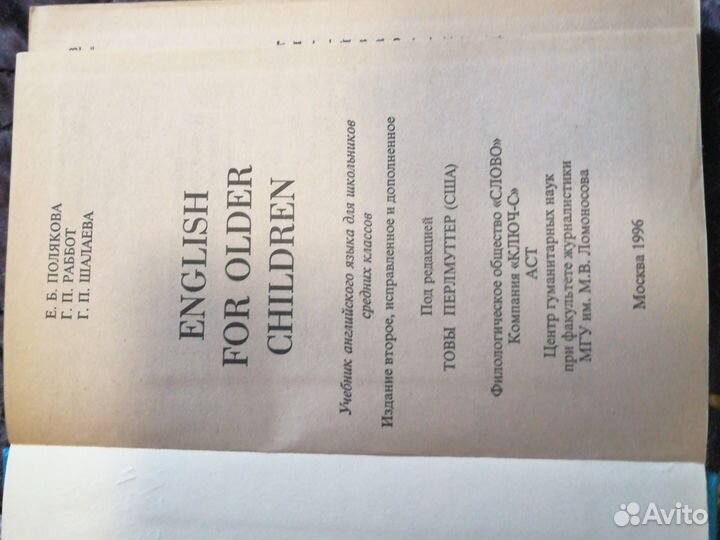 Е. Б. ПОЛЯКОВА
Г. П. РАББОТ
Г. П. ШАЛАЕВА
ENGLISH
FOR OLDER
CHILDREN
Учебник английского языка для школьников
средних классов
Издание второе, исправленное и дополненное
Под редакцией
ТОВЫ ПЕРЛМУТТЕР (США)
Филологическое общество «СЛОВО»
Компания «КЛЮЧ-С»
АСТ
Центр гуманитарных наук
при факультете журналистики
МГУ им. М.В. Ломоносова
Москва 1996
Avito